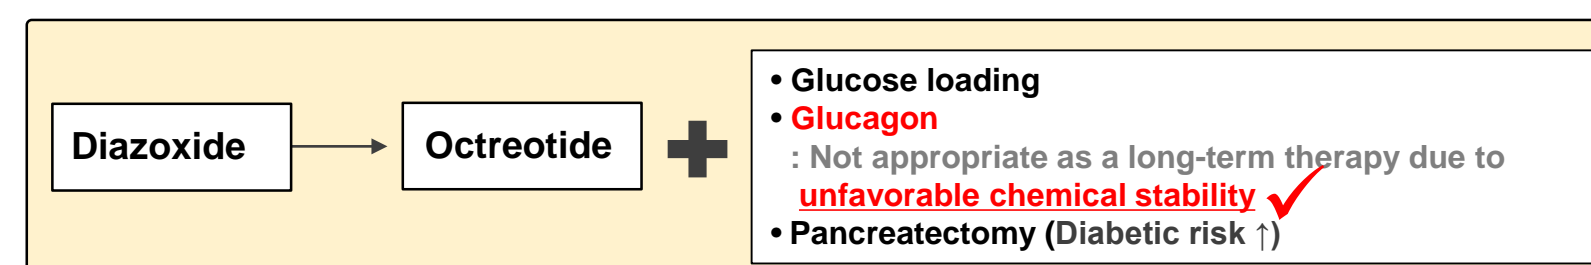 Diazoxide
Octreotide
• Glucose loading
• Glucagon
: Not appropriate as a long-term therapy due to
unfavorable chemical stability
• Pancreatectomy (Diabetic risk ↑)